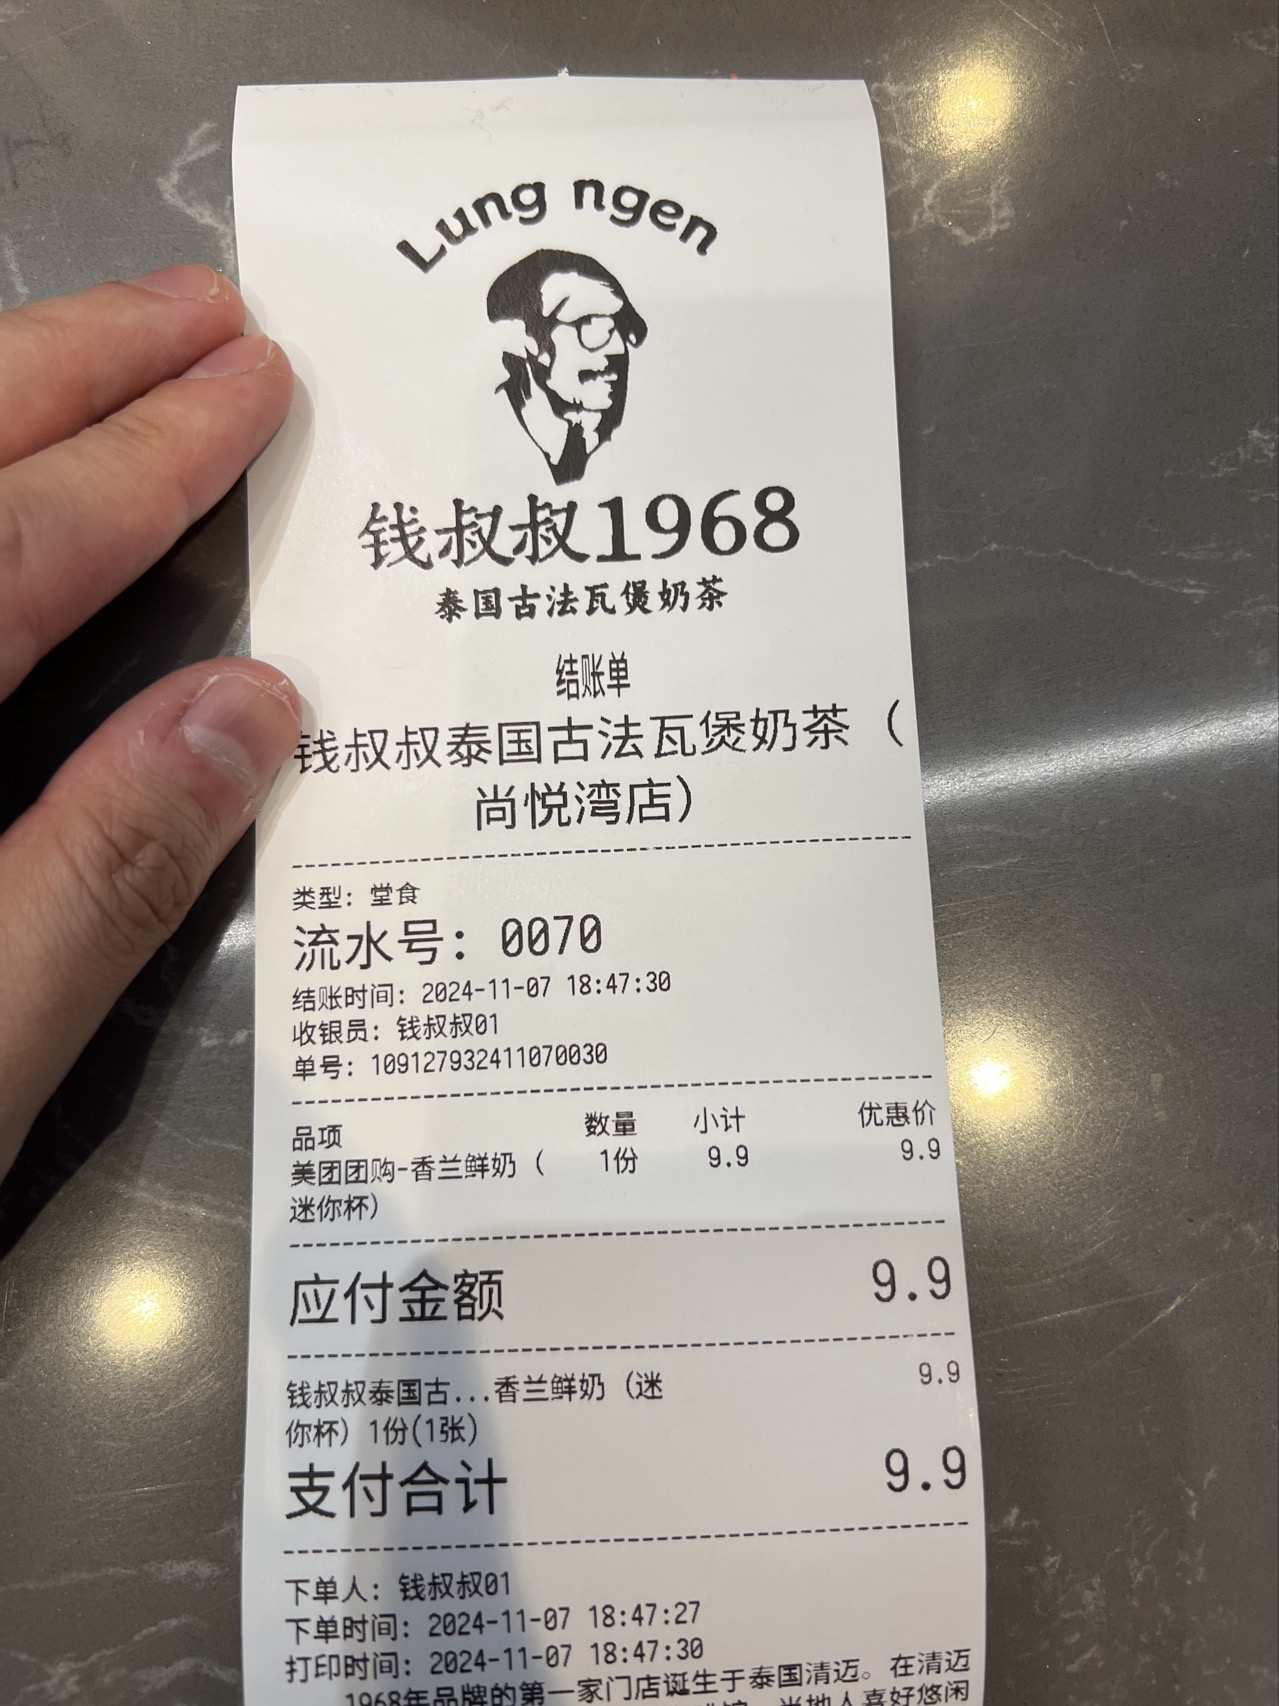 Lung ngen
钱叔叔1968
泰国古法瓦煲奶茶
结账单
钱叔叔泰国古法瓦煲奶茶（
尚悦湾店）
类型：堂食
流水号：0070
结账时间：2024-11-07 18:47:30
收银员：钱叔叔01
单号：109127932411070030
品项 数量 小计 优惠价
美团团购-香兰鲜奶（ 1份 9.9 9.9
迷你杯）
应付金额 9.9
钱叔叔泰国古...香兰鲜奶（迷 9.9
你杯）1份(1张)
支付合计 9.9
下单人：钱叔叔01
下单时间：2024-11-07 18:47:27
打印时间：2024-11-07 18:47:30
1968年品牌的第一家门店诞生于泰国清迈。在清迈
当地人喜好悠闲